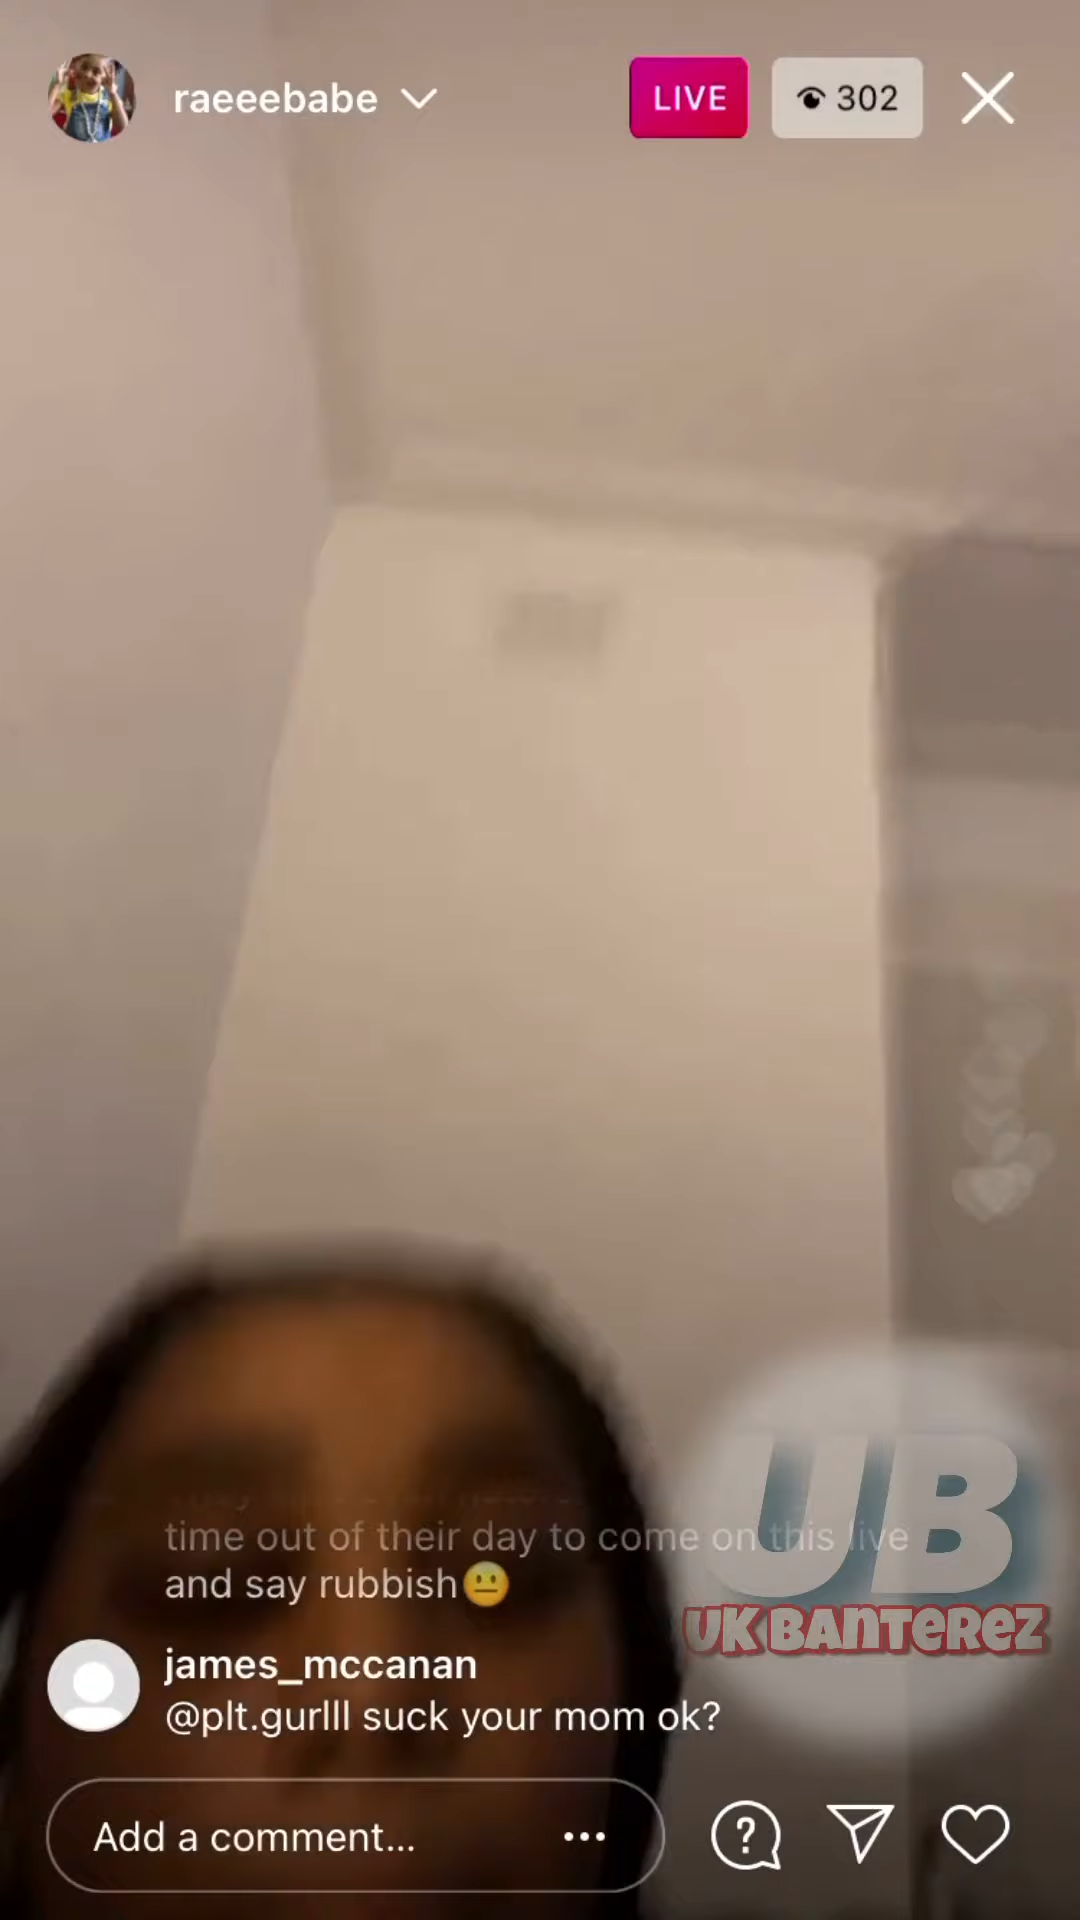 raeeebabe
LIVE
302
time out of their day to come on this live
and say rubbish😐
james_mccanan
@plt.gurlll suck your mom ok?
UB
UK BANTEREZ
Add a comment...